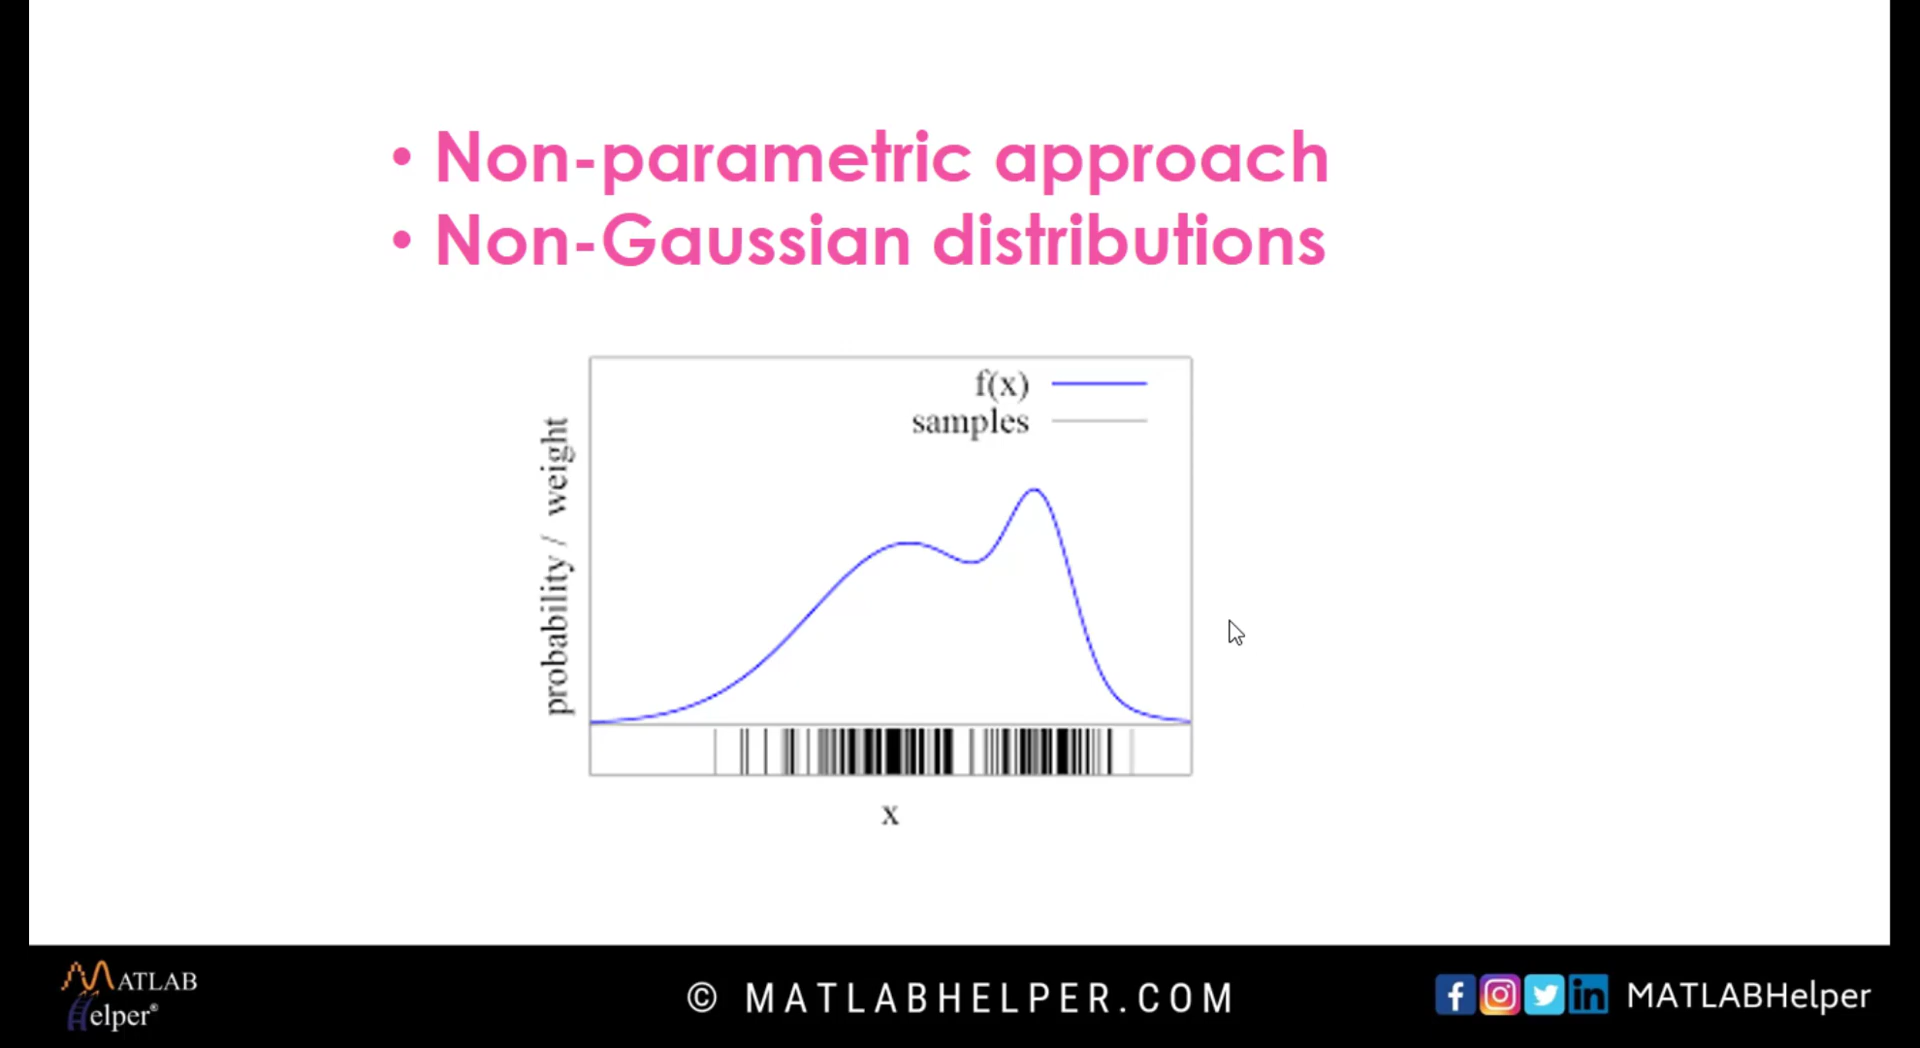 • Non-parametric approach
• Non-Gaussian distributions
f(x)
samples
probability / weight
x
MATLAB
Helper®
© MATLABHELPER.COM
MATLABHelper